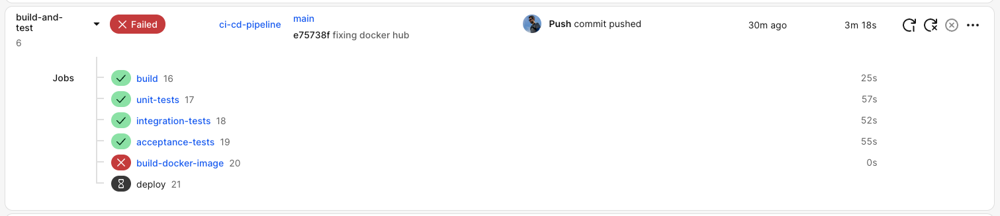 build-and-
test
6
Failed
ci-cd-pipeline
main
e75738f fixing docker hub
Push commit pushed
30m ago
3m 18s
Jobs
build 16
25s
unit-tests 17
57s
integration-tests 18
52s
acceptance-tests 19
55s
build-docker-image 20
0s
deploy 21